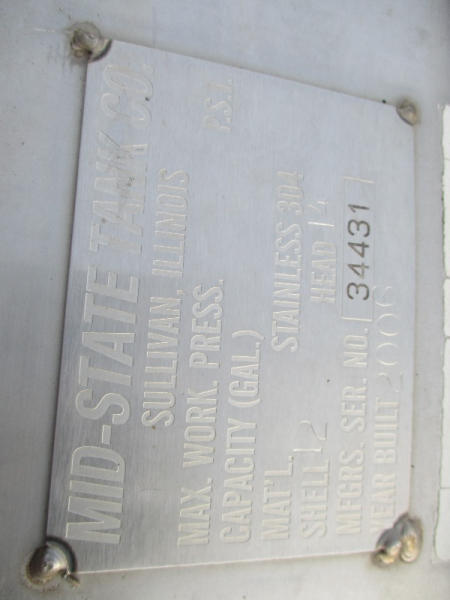 MID-STATE TANK CO.
SULLIVAN, ILLINOIS
MAX. WORK. PRESS. P.S.I.
CAPACITY (GAL.)
MAT'L. STAINLESS 304
SHELL 12 HEAD 12
MFGRS. SER. NO. 34431
YEAR BUILT 2006